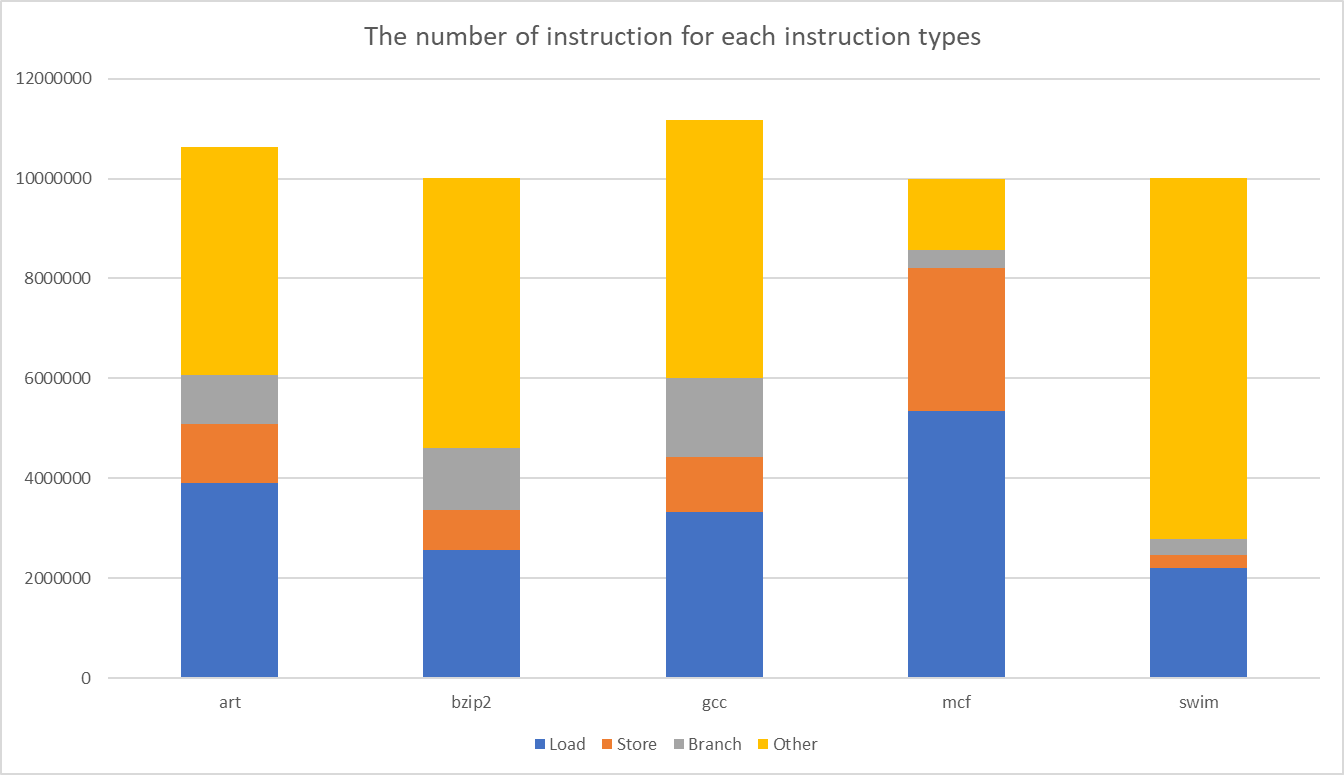 The number of instruction for each instruction types
12000000
10000000
8000000
6000000
4000000
2000000
0
art bzip2 gcc mcf swim
Load Store Branch Other